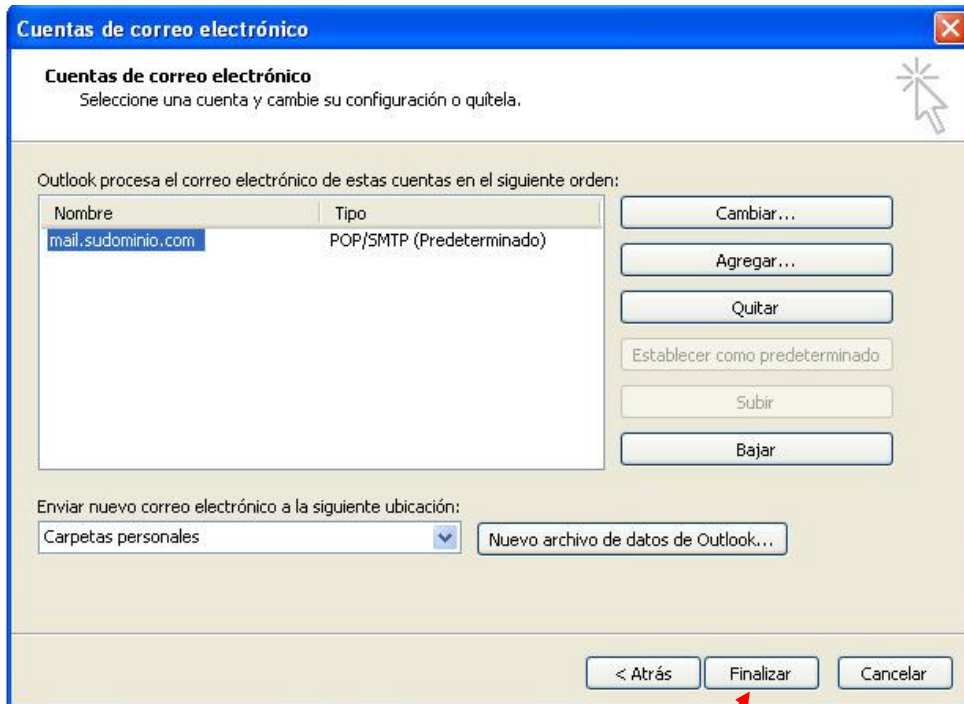 Cuentas de correo electrónico
Cuentas de correo electrónico
Seleccione una cuenta y cambie su configuración o quítela.
Outlook procesa el correo electrónico de estas cuentas en el siguiente orden:
Nombre Tipo
mail.sudominio.com POP/SMTP (Predeterminado)
Cambiar...
Agregar...
Quitar
Establecer como predeterminado
Subir
Bajar
Enviar nuevo correo electrónico a la siguiente ubicación:
Carpetas personales
Nuevo archivo de datos de Outlook...
< Atrás Finalizar Cancelar